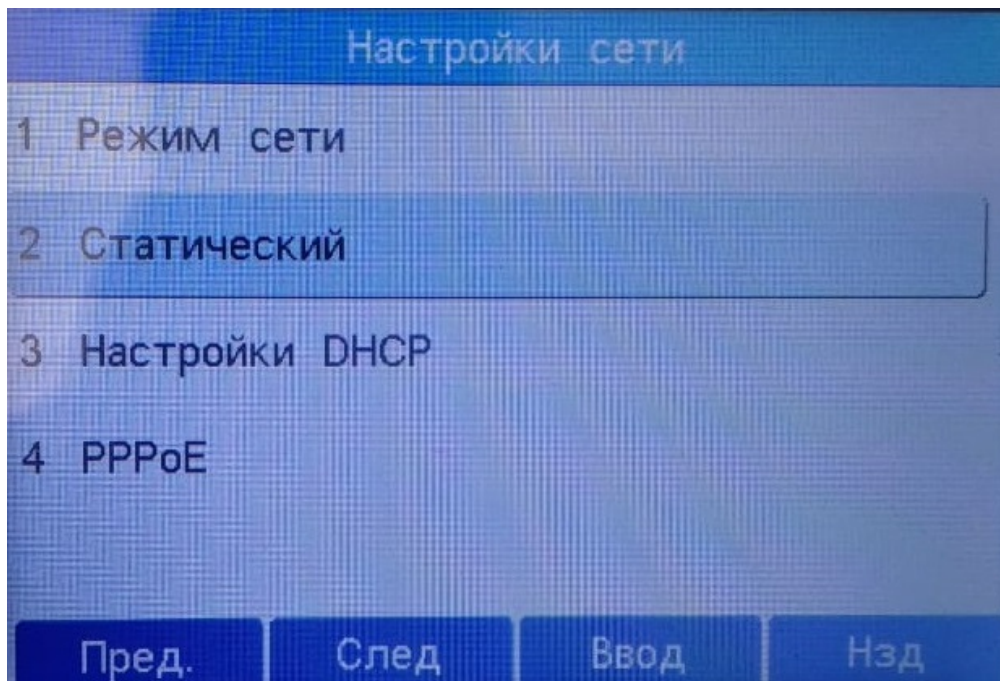 Настройки сети
1 Режим сети
2 Статический
3 Настройки DHCP
4 PPPoE
Пред. След Ввод Нзд